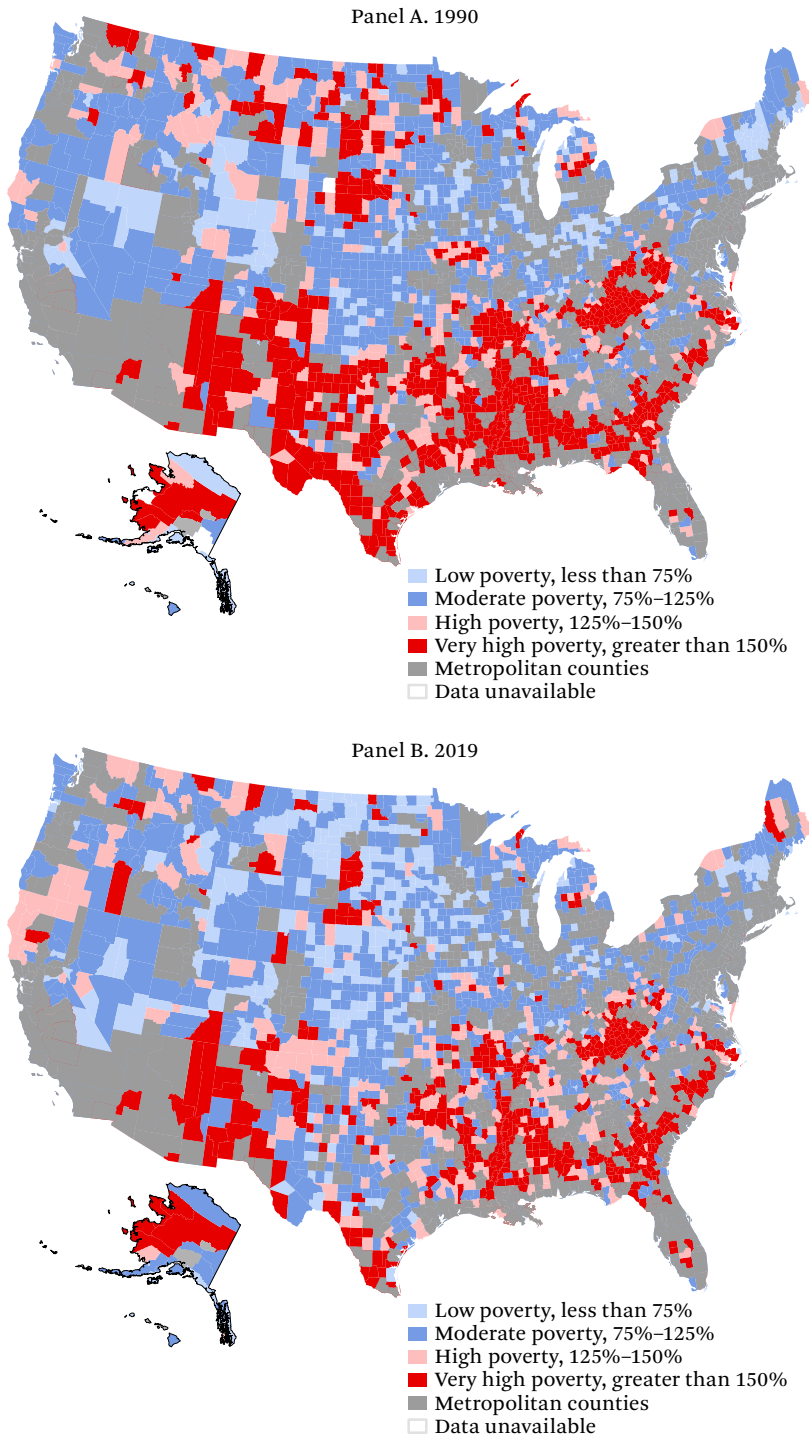 Panel A. 1990
Low poverty, less than 75%
Moderate poverty, 75%–125%
High poverty, 125%–150%
Very high poverty, greater than 150%
Metropolitan counties
Data unavailable
Panel B. 2019
Low poverty, less than 75%
Moderate poverty, 75%–125%
High poverty, 125%–150%
Very high poverty, greater than 150%
Metropolitan counties
Data unavailable